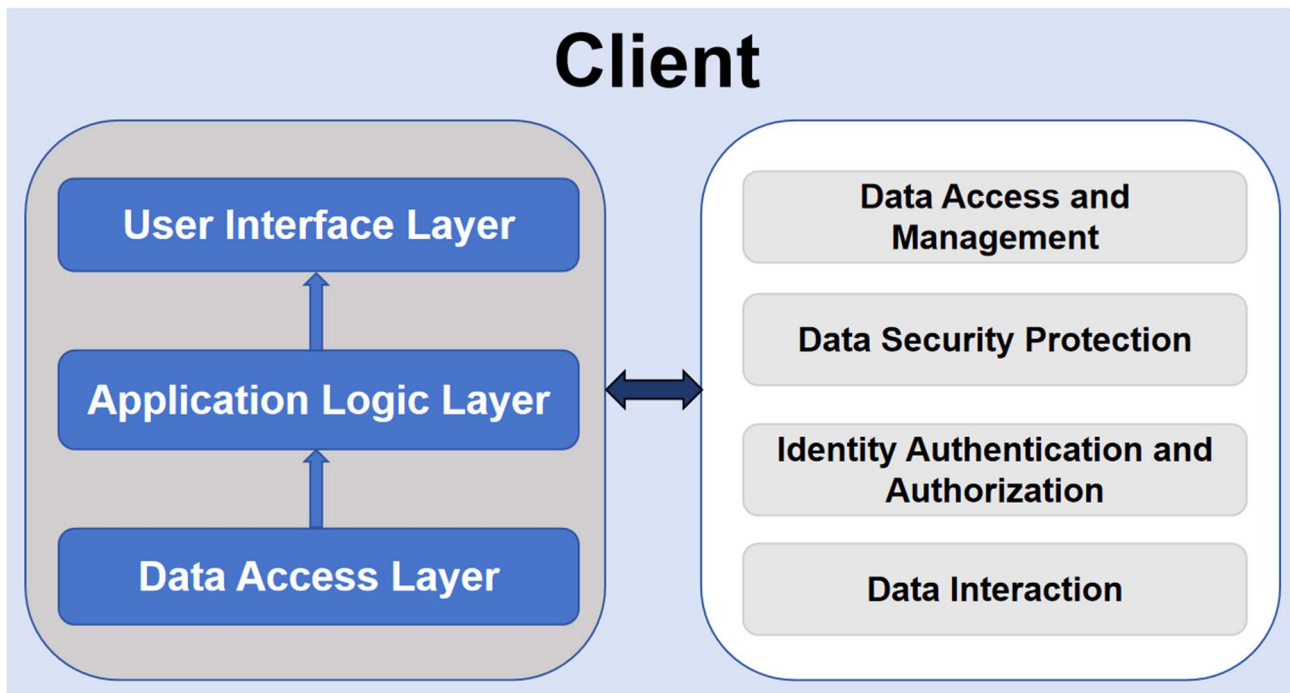 Client
User Interface Layer
Application Logic Layer
Data Access Layer
Data Access and
Management
Data Security Protection
Identity Authentication and
Authorization
Data Interaction